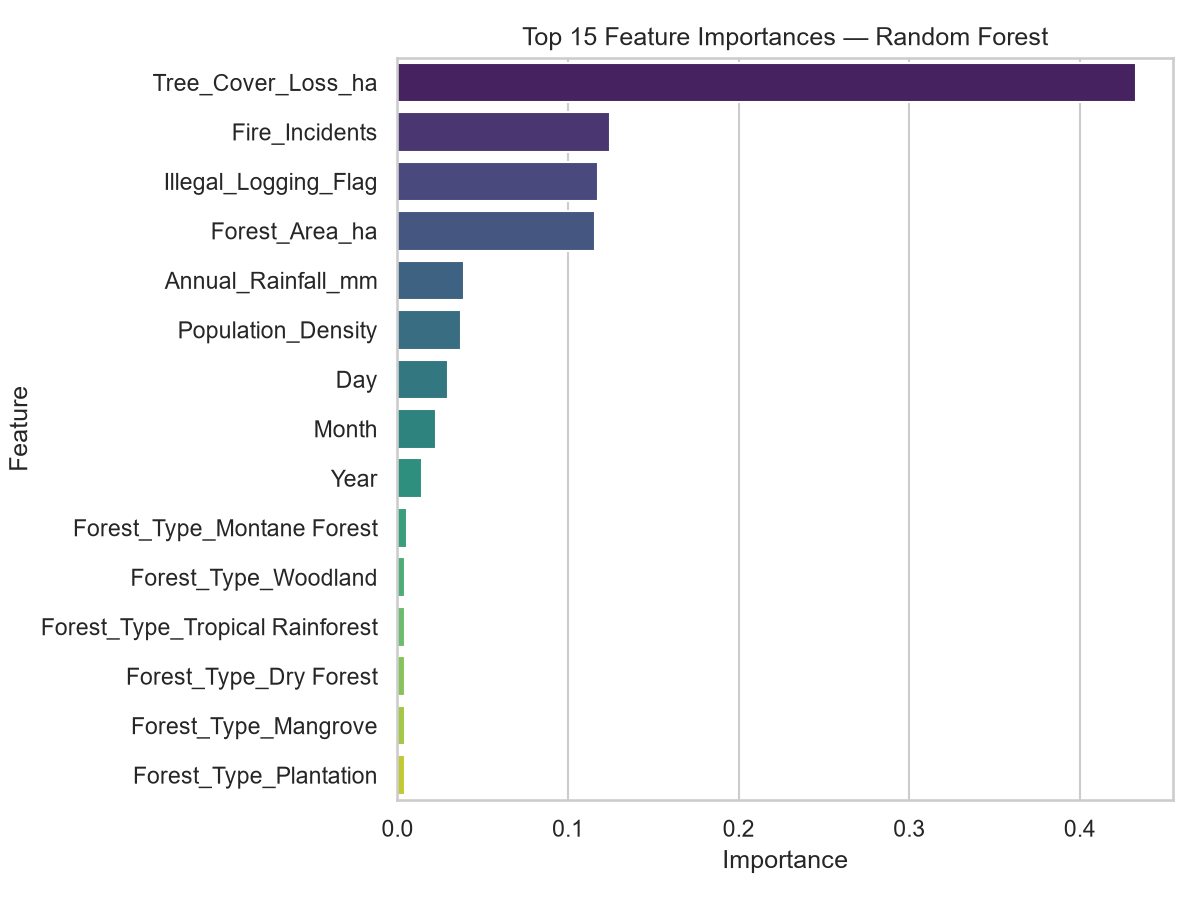 Top 15 Feature Importances — Random Forest
Tree_Cover_Loss_ha
Fire_Incidents
Illegal_Logging_Flag
Forest_Area_ha
Annual_Rainfall_mm
Population_Density
Day
Month
Year
Forest_Type_Montane Forest
Forest_Type_Woodland
Forest_Type_Tropical Rainforest
Forest_Type_Dry Forest
Forest_Type_Mangrove
Forest_Type_Plantation
Feature
0.0 0.1 0.2 0.3 0.4
Importance